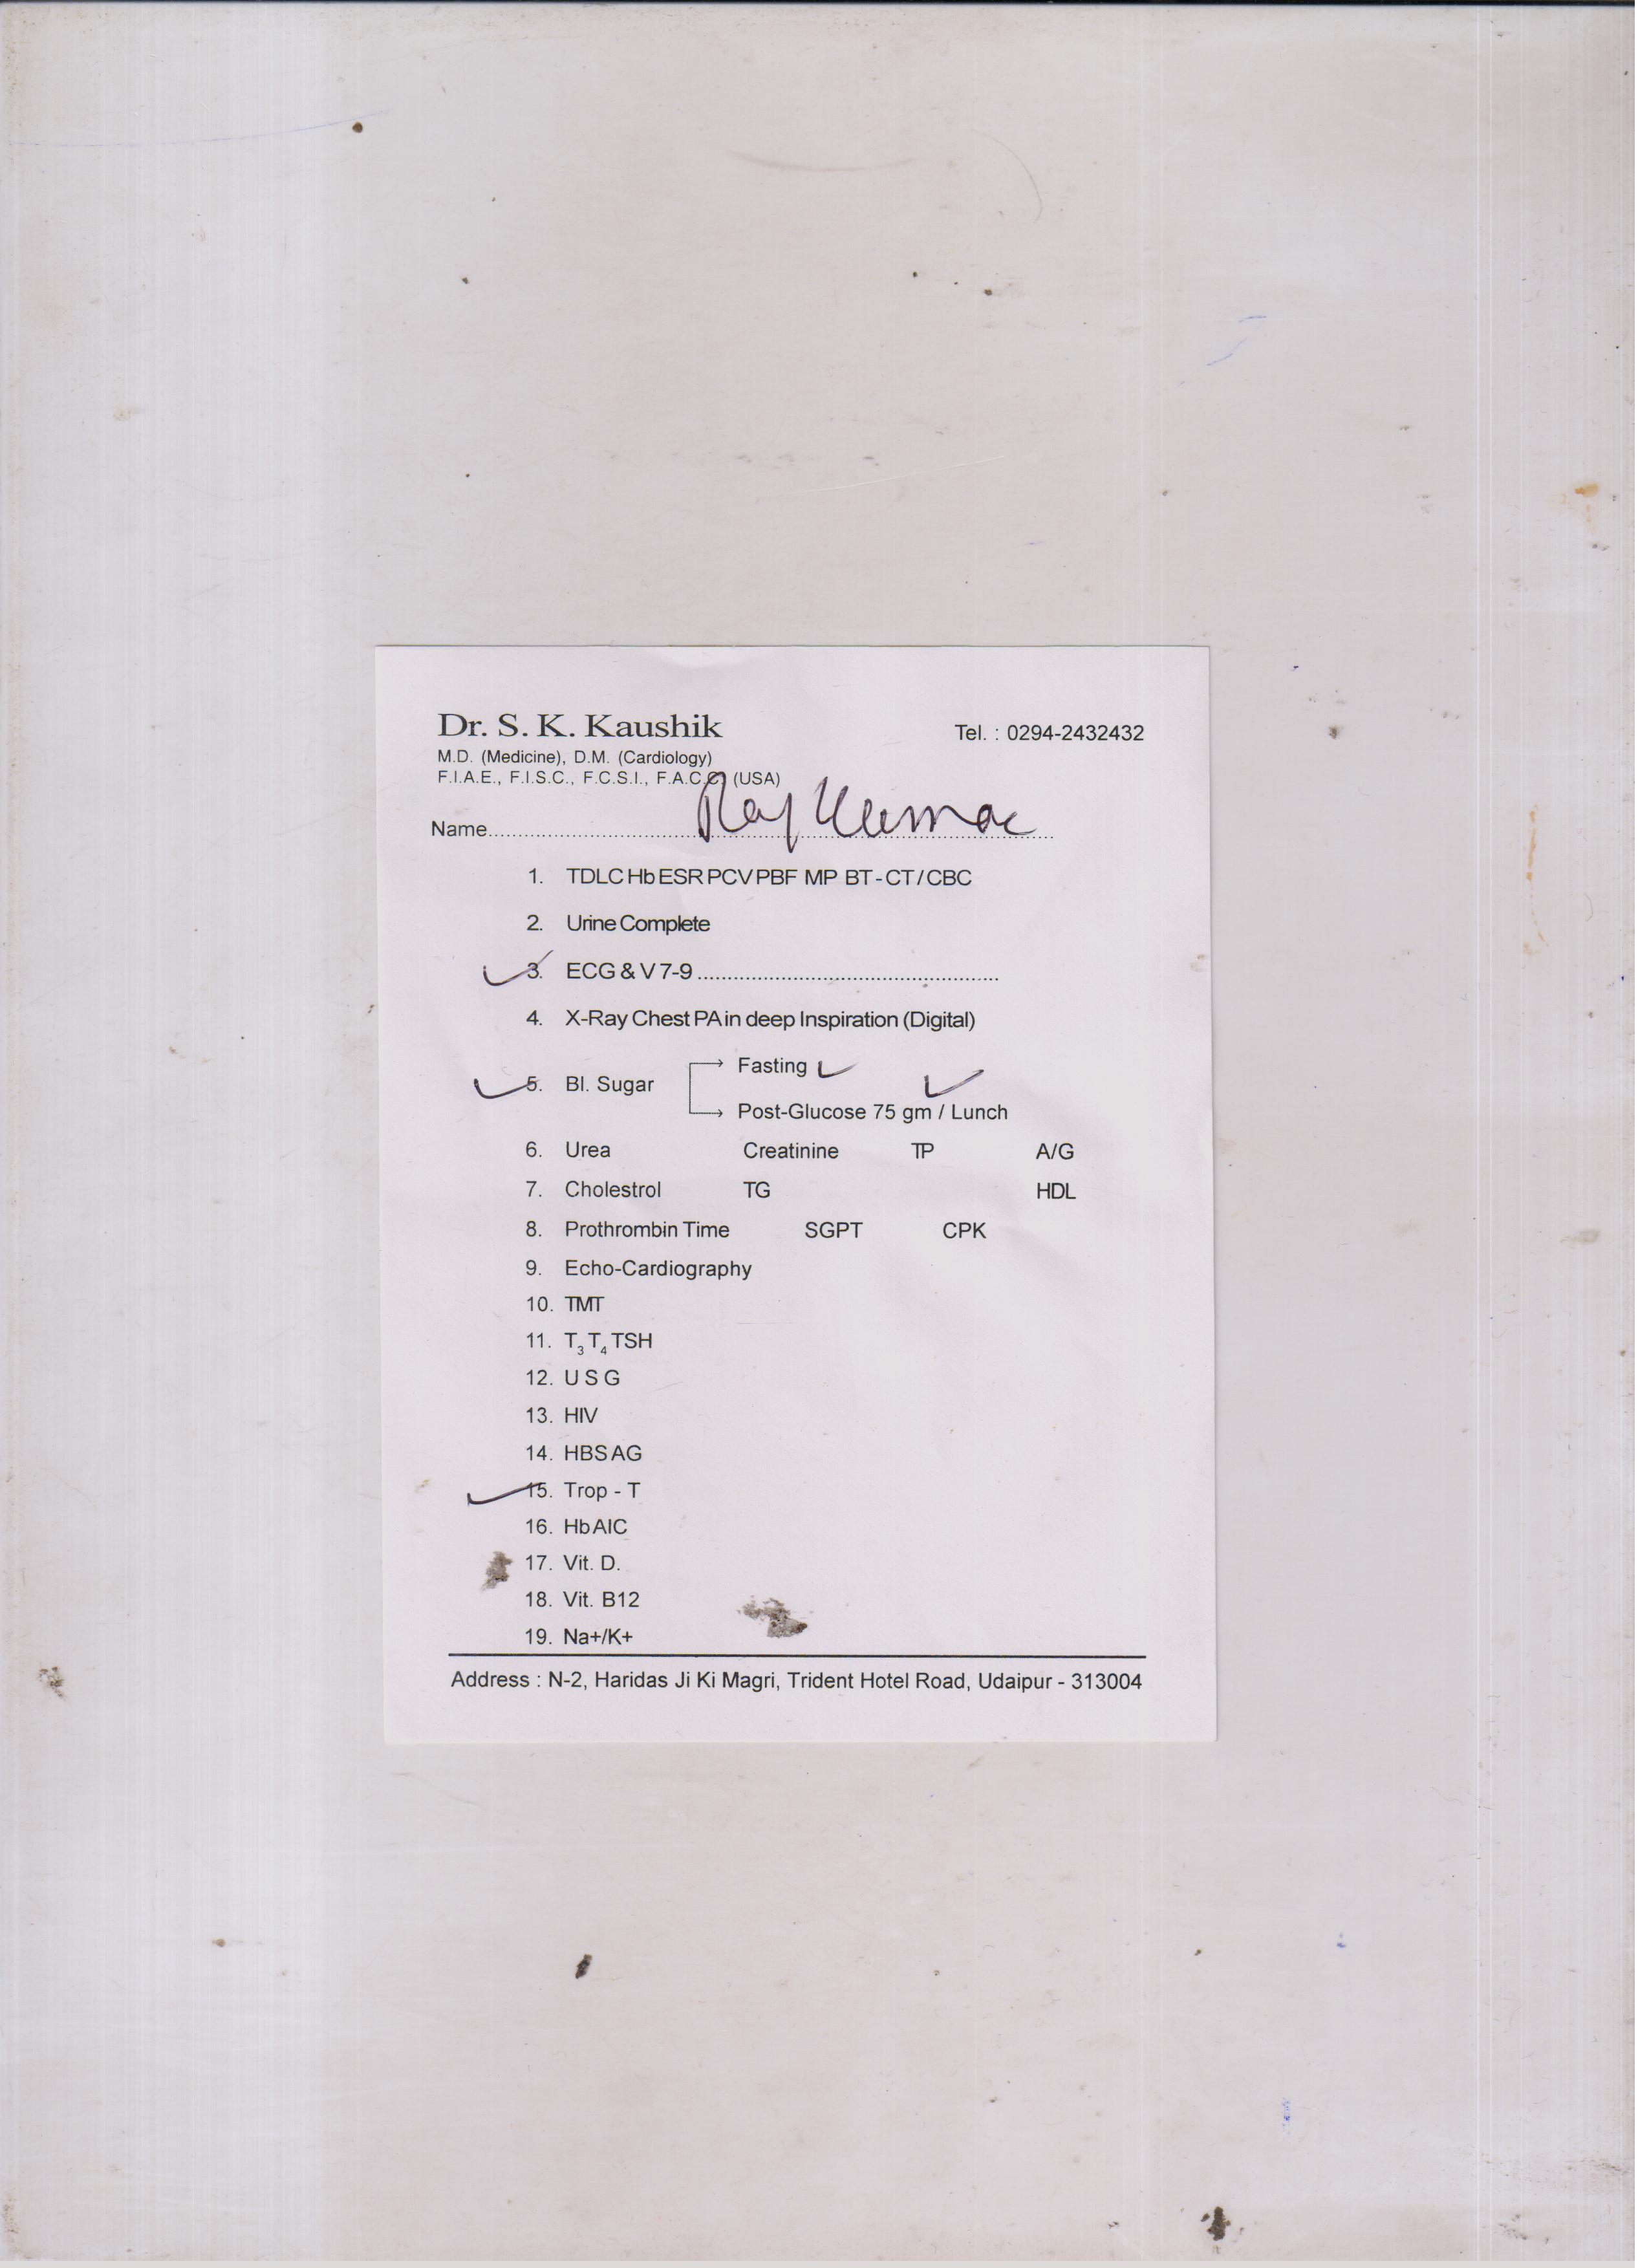 Dr. S. K. Kaushik
Tel. : 0294-2432432
M.D. (Medicine), D.M. (Cardiology)
F.I.A.E., F.I.S.C., F.C.S.I., F.A.C.C. (USA)
Name Raj Kumar
1. TDLC Hb ESR PCV PBF MP BT-CT/CBC
2. Urine Complete
✓ 3. ECG & V 7-9
4. X-Ray Chest PA in deep Inspiration (Digital)
→ Fasting ✓
✓ 5. Bl. Sugar
→ Post-Glucose 75 gm / Lunch ✓
6. Urea Creatinine TP A/G
7. Cholestrol TG HDL
8. Prothrombin Time SGPT CPK
9. Echo-Cardiography
10. TMT
11. T3 T4 TSH
12. U S G
13. HIV
14. HBSAG
✓ 15. Trop - T
16. HbAIC
17. Vit. D.
18. Vit. B12
19. Na+/K+
Address : N-2, Haridas Ji Ki Magri, Trident Hotel Road, Udaipur - 313004